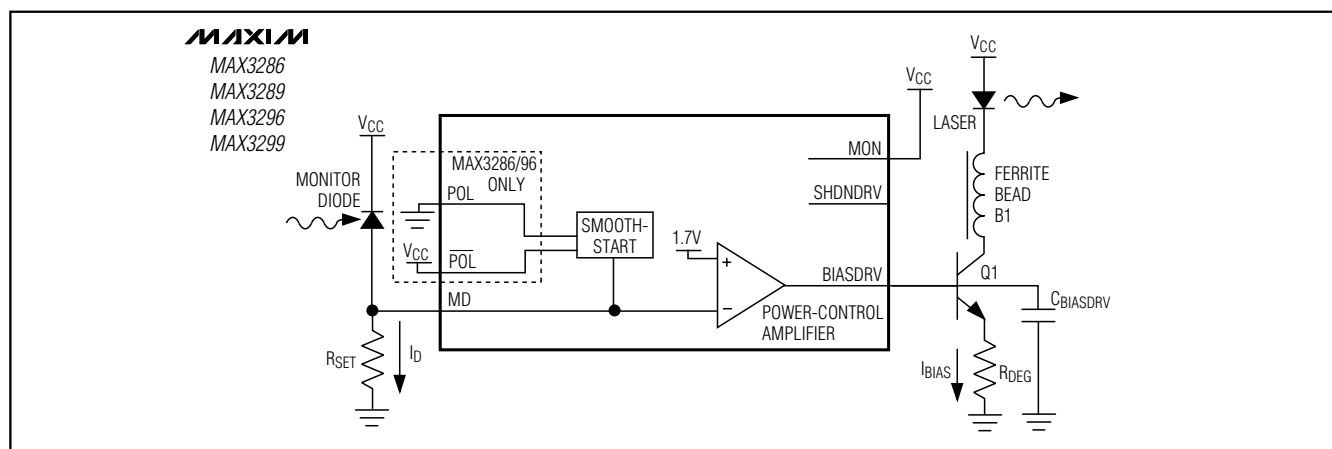 MAXIM
MAX3286
MAX3289
MAX3296
MAX3299
VCC
MONITOR
DIODE
RSET
ID
MAX3286/96
ONLY
POL
VCC
P̅O̅L̅
MD
SMOOTH-
START
1.7V
+
−
POWER-CONTROL
AMPLIFIER
MON
SHDNDRV
BIASDRV
VCC
VCC
LASER
FERRITE
BEAD
B1
Q1
CBIASDRV
IBIAS
RDEG